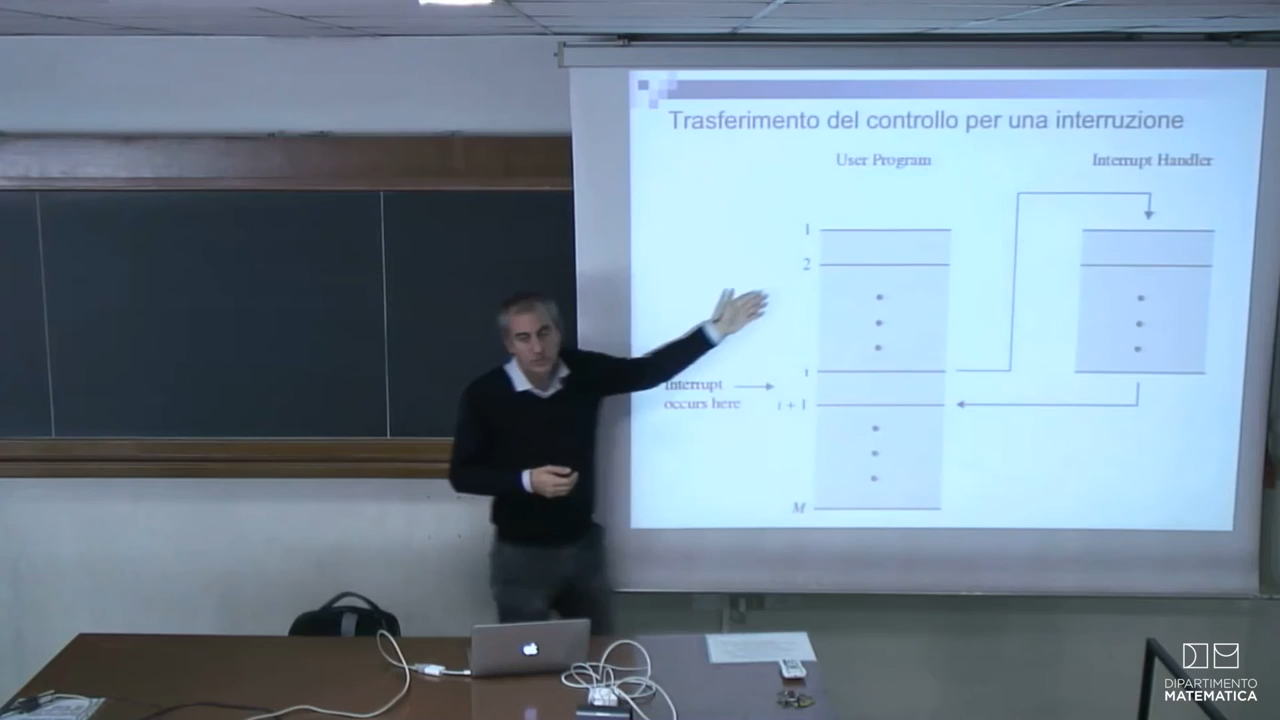 Trasferimento del controllo per una interruzione
User Program
Interrupt Handler
1
2
i
Interrupt
occurs here
i + 1
M
DIPARTIMENTO
MATEMATICA